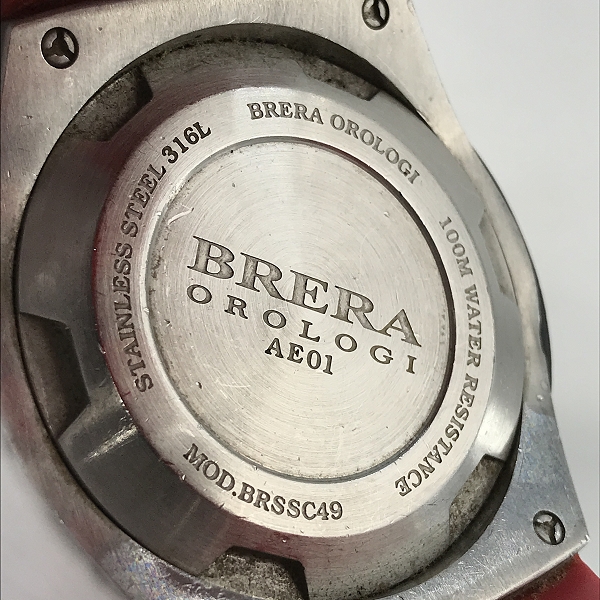 BRERA OROLOGI
100M WATER RESISTANCE
MOD.BRSSC49
STAINLESS STEEL 316L
BRERA
OROLOGI
AE01